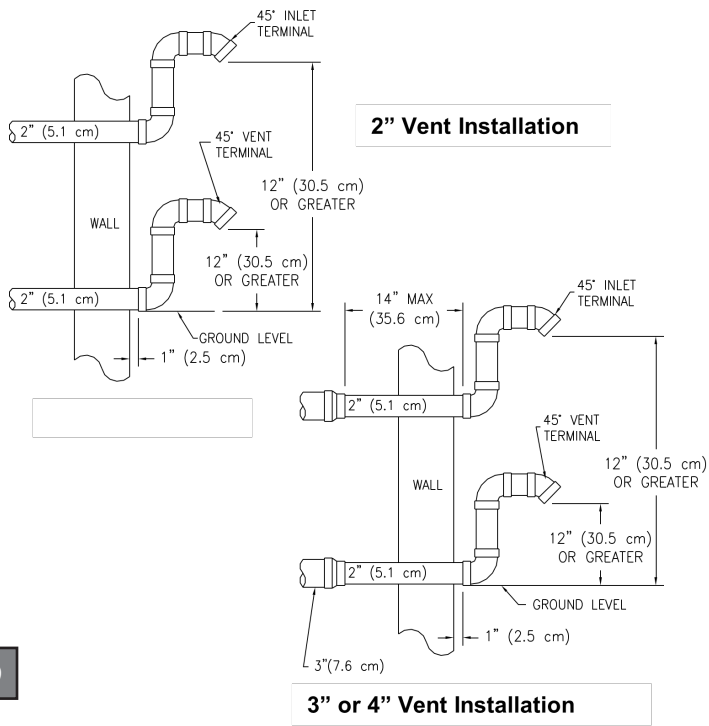 45° INLET
TERMINAL
2" (5.1 cm)
2” Vent Installation
45° VENT
TERMINAL
12" (30.5 cm)
OR GREATER
WALL
12" (30.5 cm)
OR GREATER
2" (5.1 cm)
GROUND LEVEL
1" (2.5 cm)
14" MAX
(35.6 cm)
45° INLET
TERMINAL
2" (5.1 cm)
45° VENT
TERMINAL
12" (30.5 cm)
OR GREATER
WALL
12" (30.5 cm)
OR GREATER
2" (5.1 cm)
GROUND LEVEL
1" (2.5 cm)
3"(7.6 cm)
3” or 4” Vent Installation